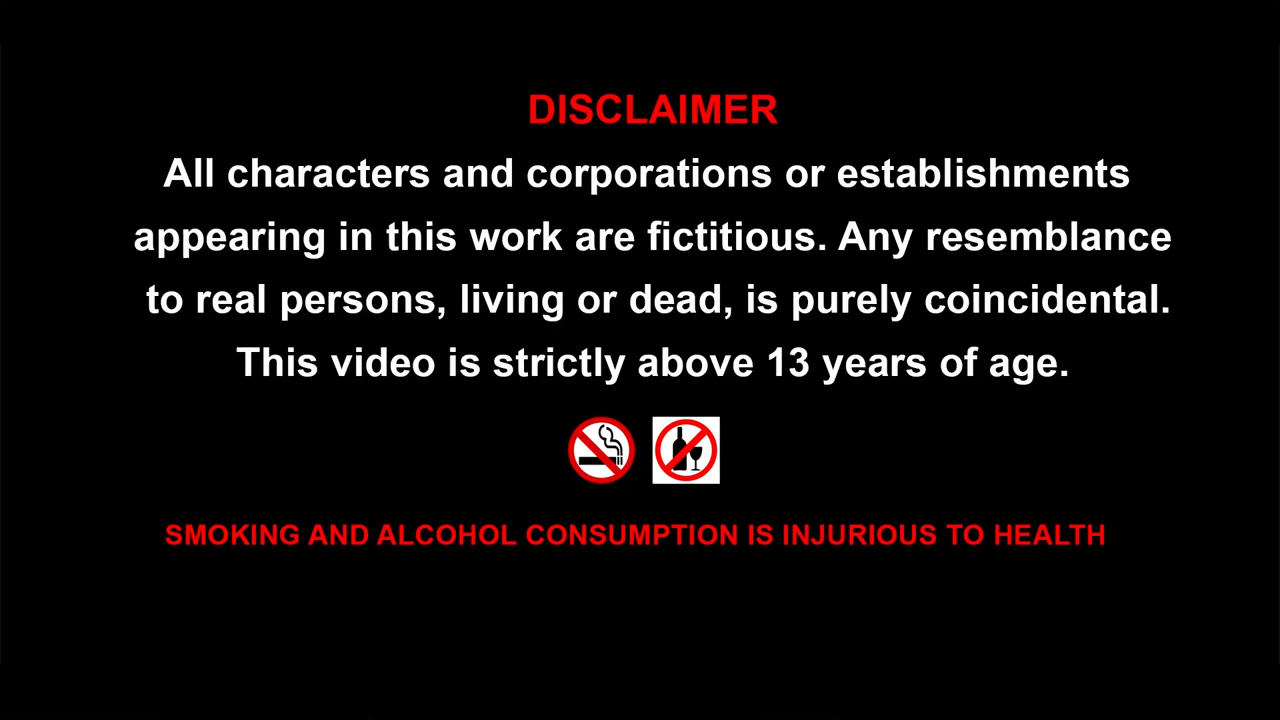 DISCLAIMER
All characters and corporations or establishments
appearing in this work are fictitious. Any resemblance
to real persons, living or dead, is purely coincidental.
This video is strictly above 13 years of age.
SMOKING AND ALCOHOL CONSUMPTION IS INJURIOUS TO HEALTH